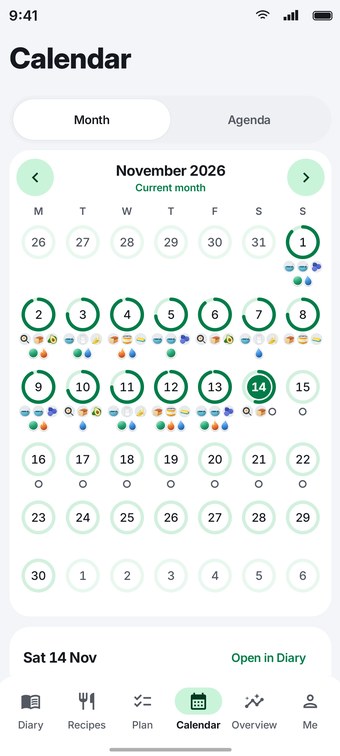 9:41
Calendar
Month Agenda
November 2026
Current month
M T W T F S S
26 27 28 29 30 31 1
2 3 4 5 6 7 8
9 10 11 12 13 14 15
16 17 18 19 20 21 22
23 24 25 26 27 28 29
30 1 2 3 4 5 6
Sat 14 Nov Open in Diary
Diary Recipes Plan Calendar Overview Me